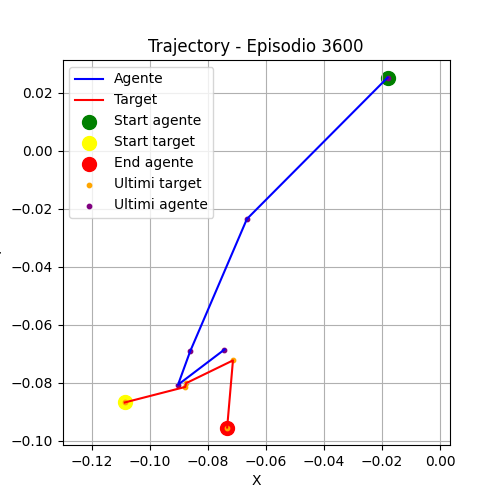 Trajectory - Episodio 3600
Agente
Target
Start agente
Start target
End agente
Ultimi target
Ultimi agente
0.02
0.00
−0.02
−0.04
−0.06
−0.08
−0.10
−0.12 −0.10 −0.08 −0.06 −0.04 −0.02 0.00
X